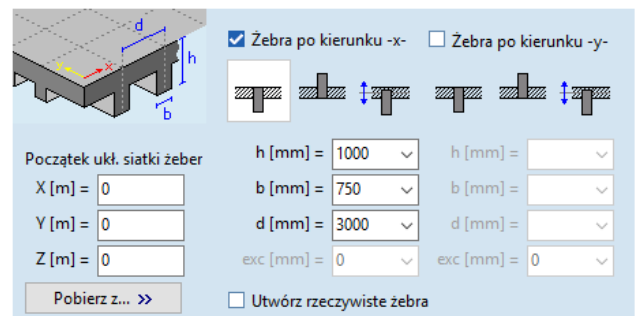 d
h
x
y
b
Żebra po kierunku -x-
Żebra po kierunku -y-
Początek ukł. siatki żeber
X [m] = 0
Y [m] = 0
Z [m] = 0
Pobierz z... >>
h [mm] = 1000
b [mm] = 750
d [mm] = 3000
exc [mm] = 0
h [mm] =
b [mm] =
d [mm] =
exc [mm] = 0
Utwórz rzeczywiste żebra